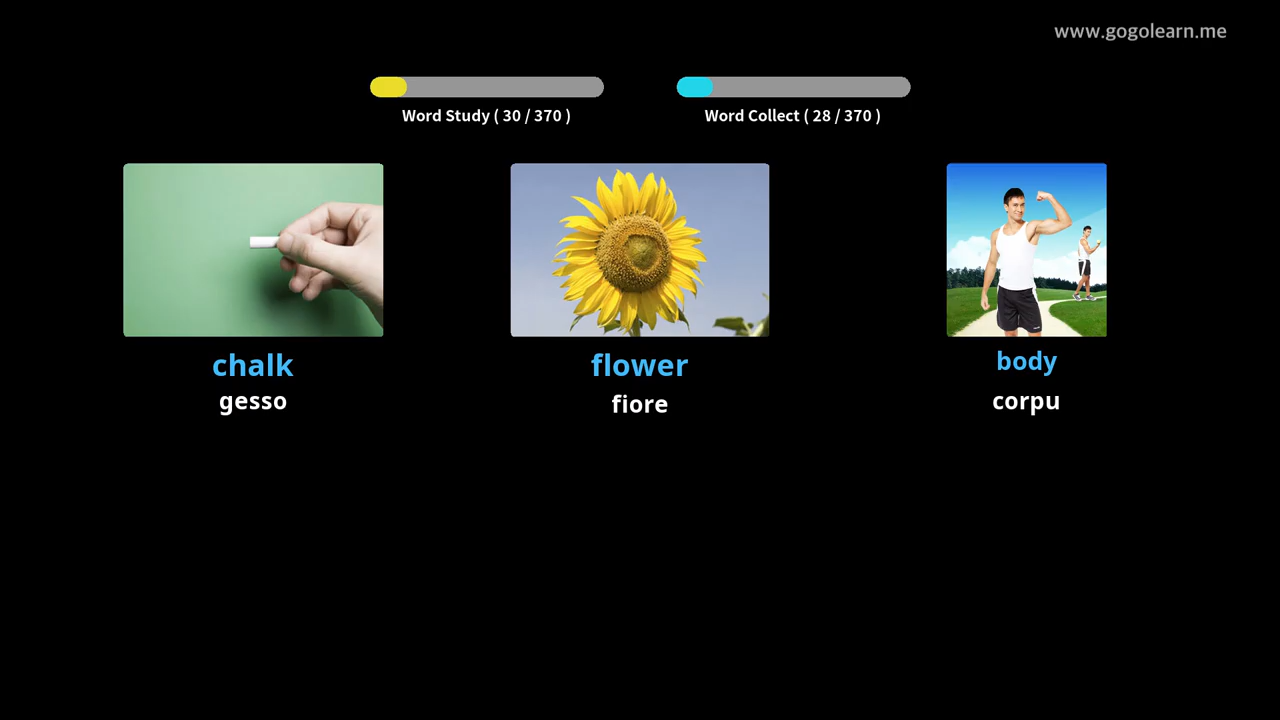 www.gogolearn.me
Word Study ( 30 / 370 )
Word Collect ( 28 / 370 )
chalk
gesso
flower
fiore
body
corpu